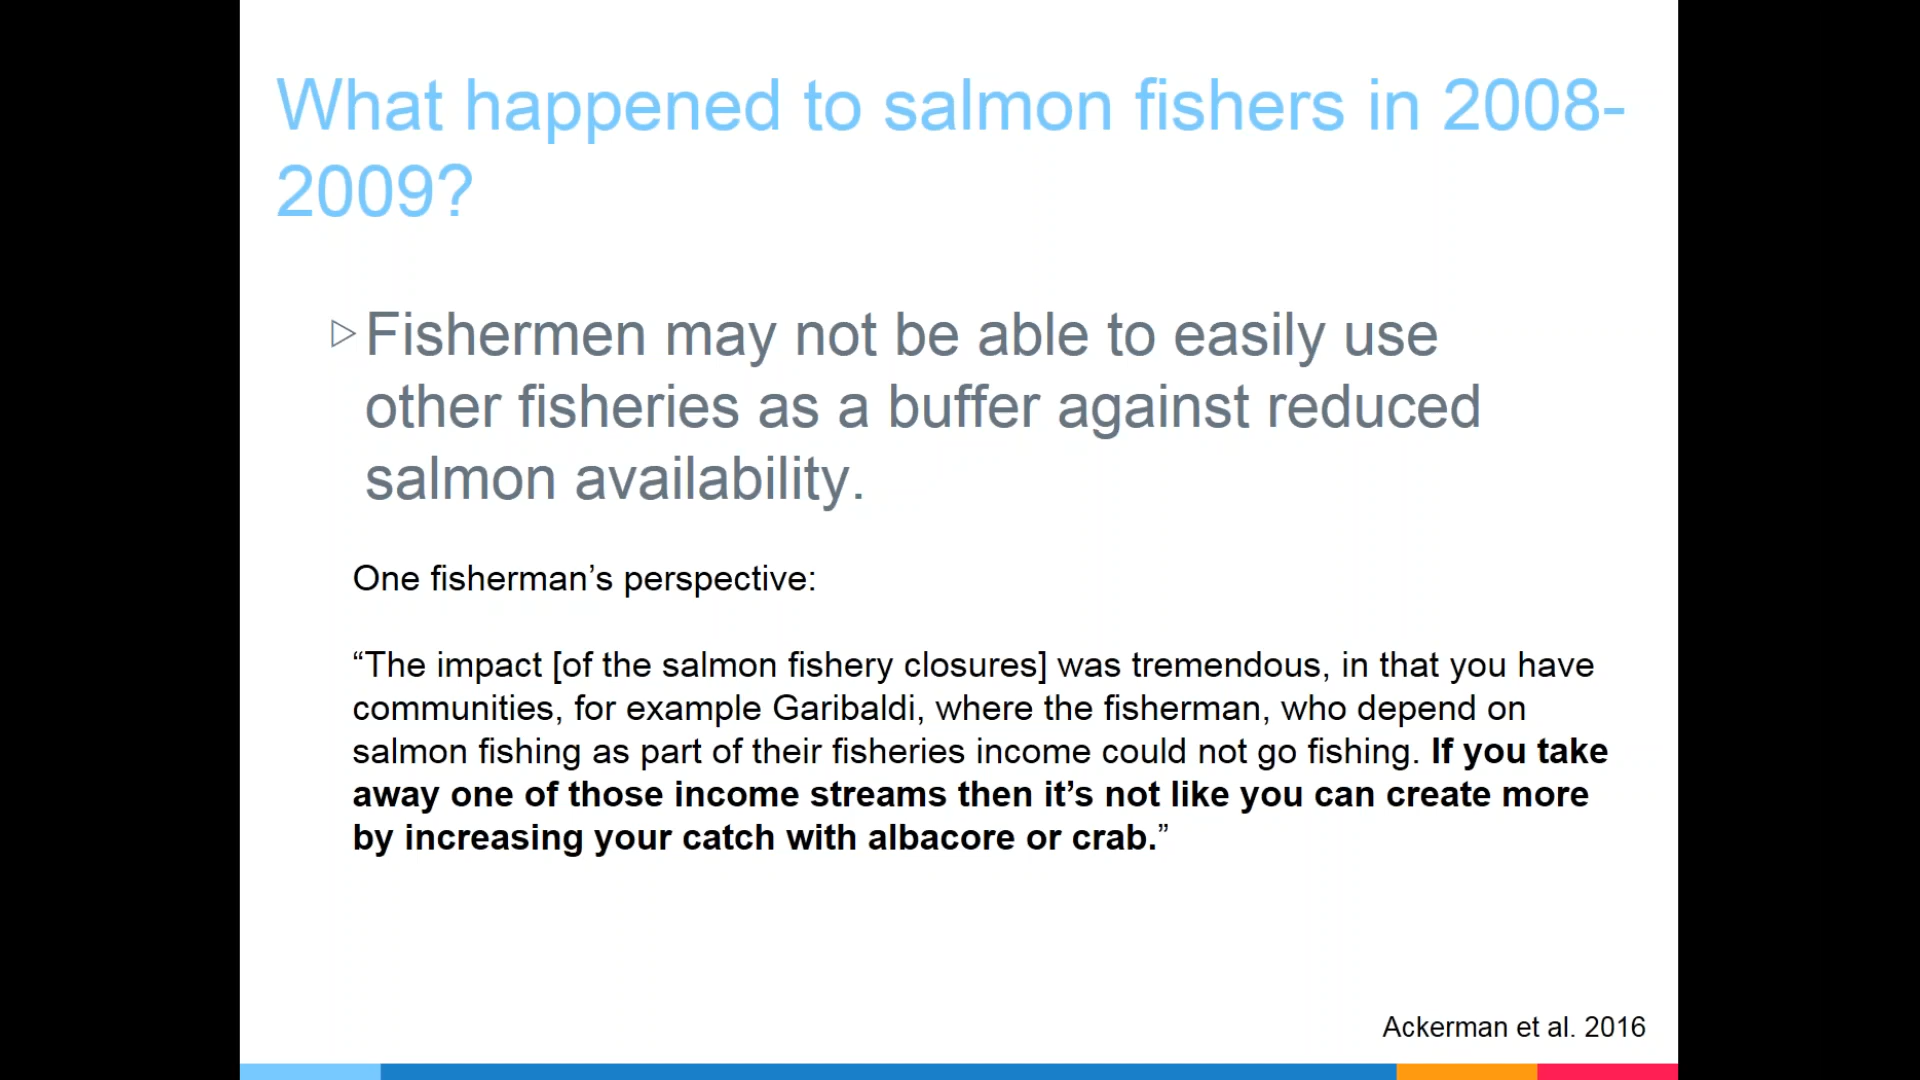 What happened to salmon fishers in 2008-
2009?
▷Fishermen may not be able to easily use
other fisheries as a buffer against reduced
salmon availability.
One fisherman’s perspective:
“The impact [of the salmon fishery closures] was tremendous, in that you have
communities, for example Garibaldi, where the fisherman, who depend on
salmon fishing as part of their fisheries income could not go fishing. If you take
away one of those income streams then it’s not like you can create more
by increasing your catch with albacore or crab.”
Ackerman et al. 2016